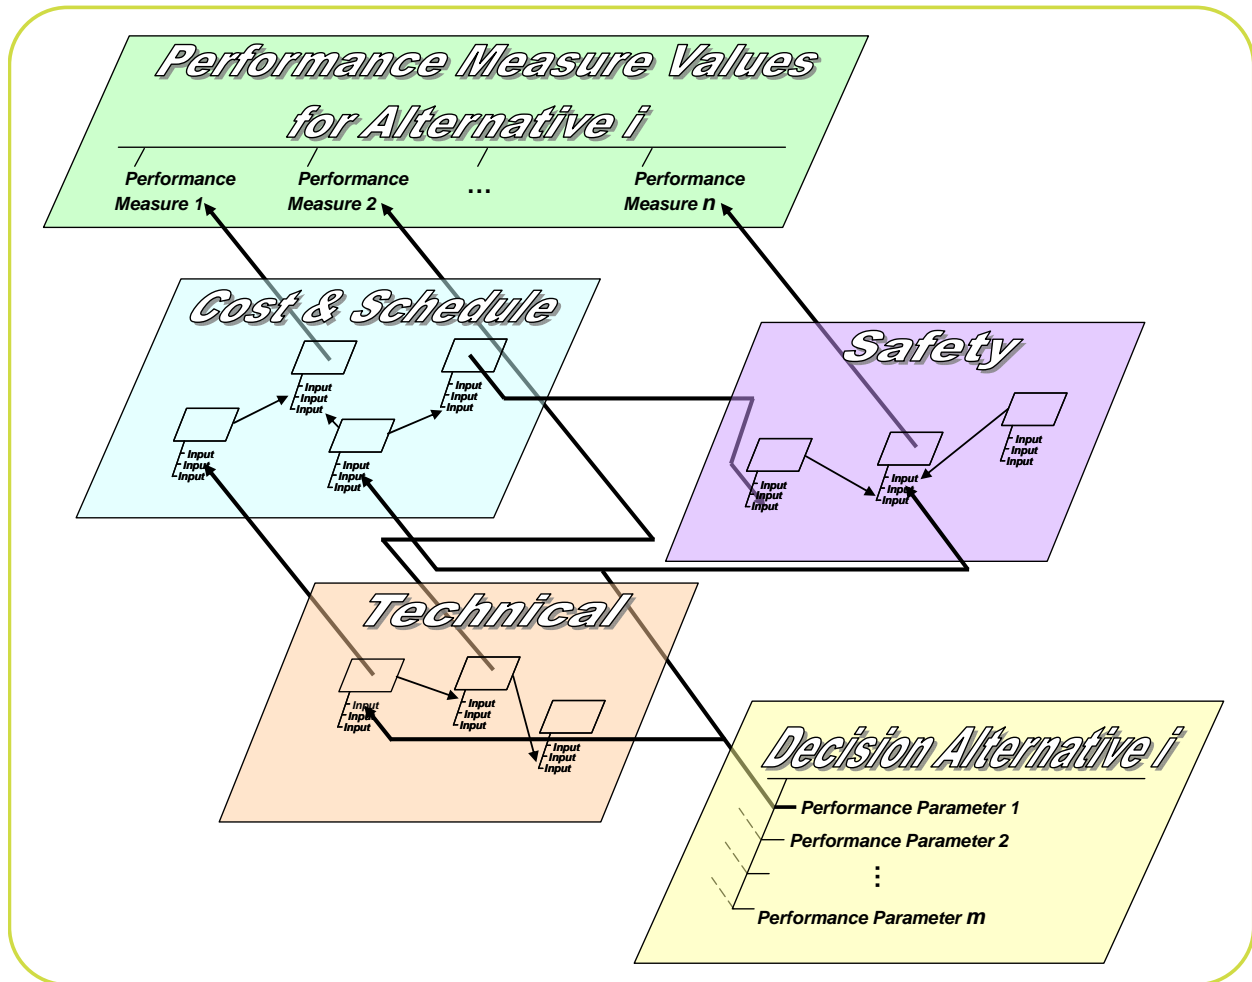 Performance Measure Values
for Alternative i
Performance
Measure 1
Performance
Measure 2
...
Performance
Measure n
Cost & Schedule
Input
Input
Input
Input
Input
Input
Input
Input
Input
Input
Input
Input
Safety
Input
Input
Input
Input
Input
Input
Input
Input
Input
Technical
Input
Input
Input
Input
Input
Input
Input
Input
Input
Decision Alternative i
Performance Parameter 1
Performance Parameter 2
⋮
Performance Parameter m